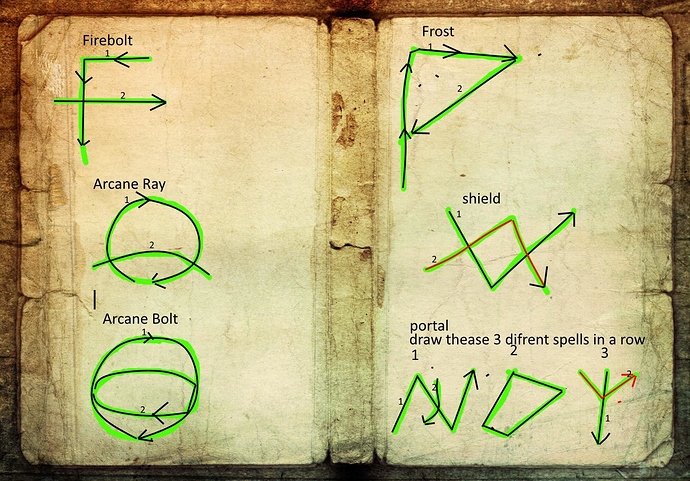 Firebolt
1
2
Arcane Ray
1
2
Arcane Bolt
1
2
Frost
1
2
shield
1
2
portal
draw thease 3 difrent spells in a row
1 2 3
1 2
2
1